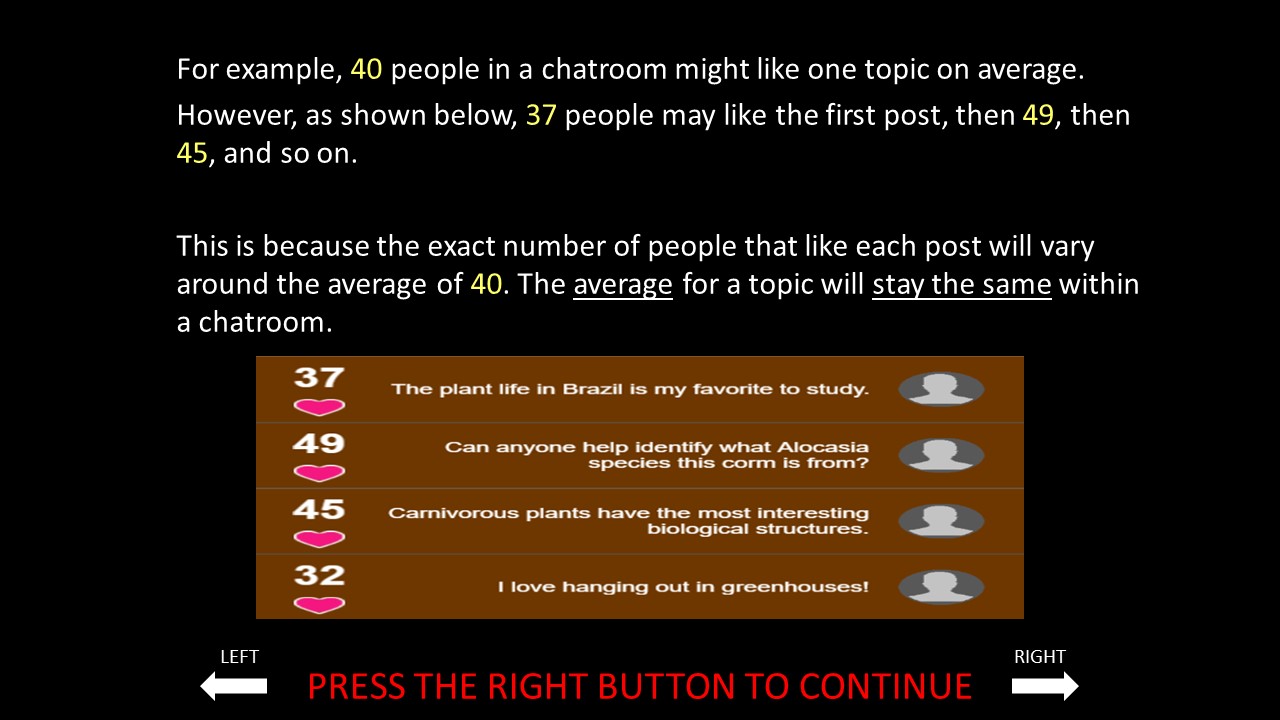 For example, 40 people in a chatroom might like one topic on average.
However, as shown below, 37 people may like the first post, then 49, then
45, and so on.
This is because the exact number of people that like each post will vary
around the average of 40. The average for a topic will stay the same within
a chatroom.
37
The plant life in Brazil is my favorite to study.
49
Can anyone help identify what Alocasia
species this corm is from?
45
Carnivorous plants have the most interesting
biological structures.
32
I love hanging out in greenhouses!
LEFT
RIGHT
PRESS THE RIGHT BUTTON TO CONTINUE